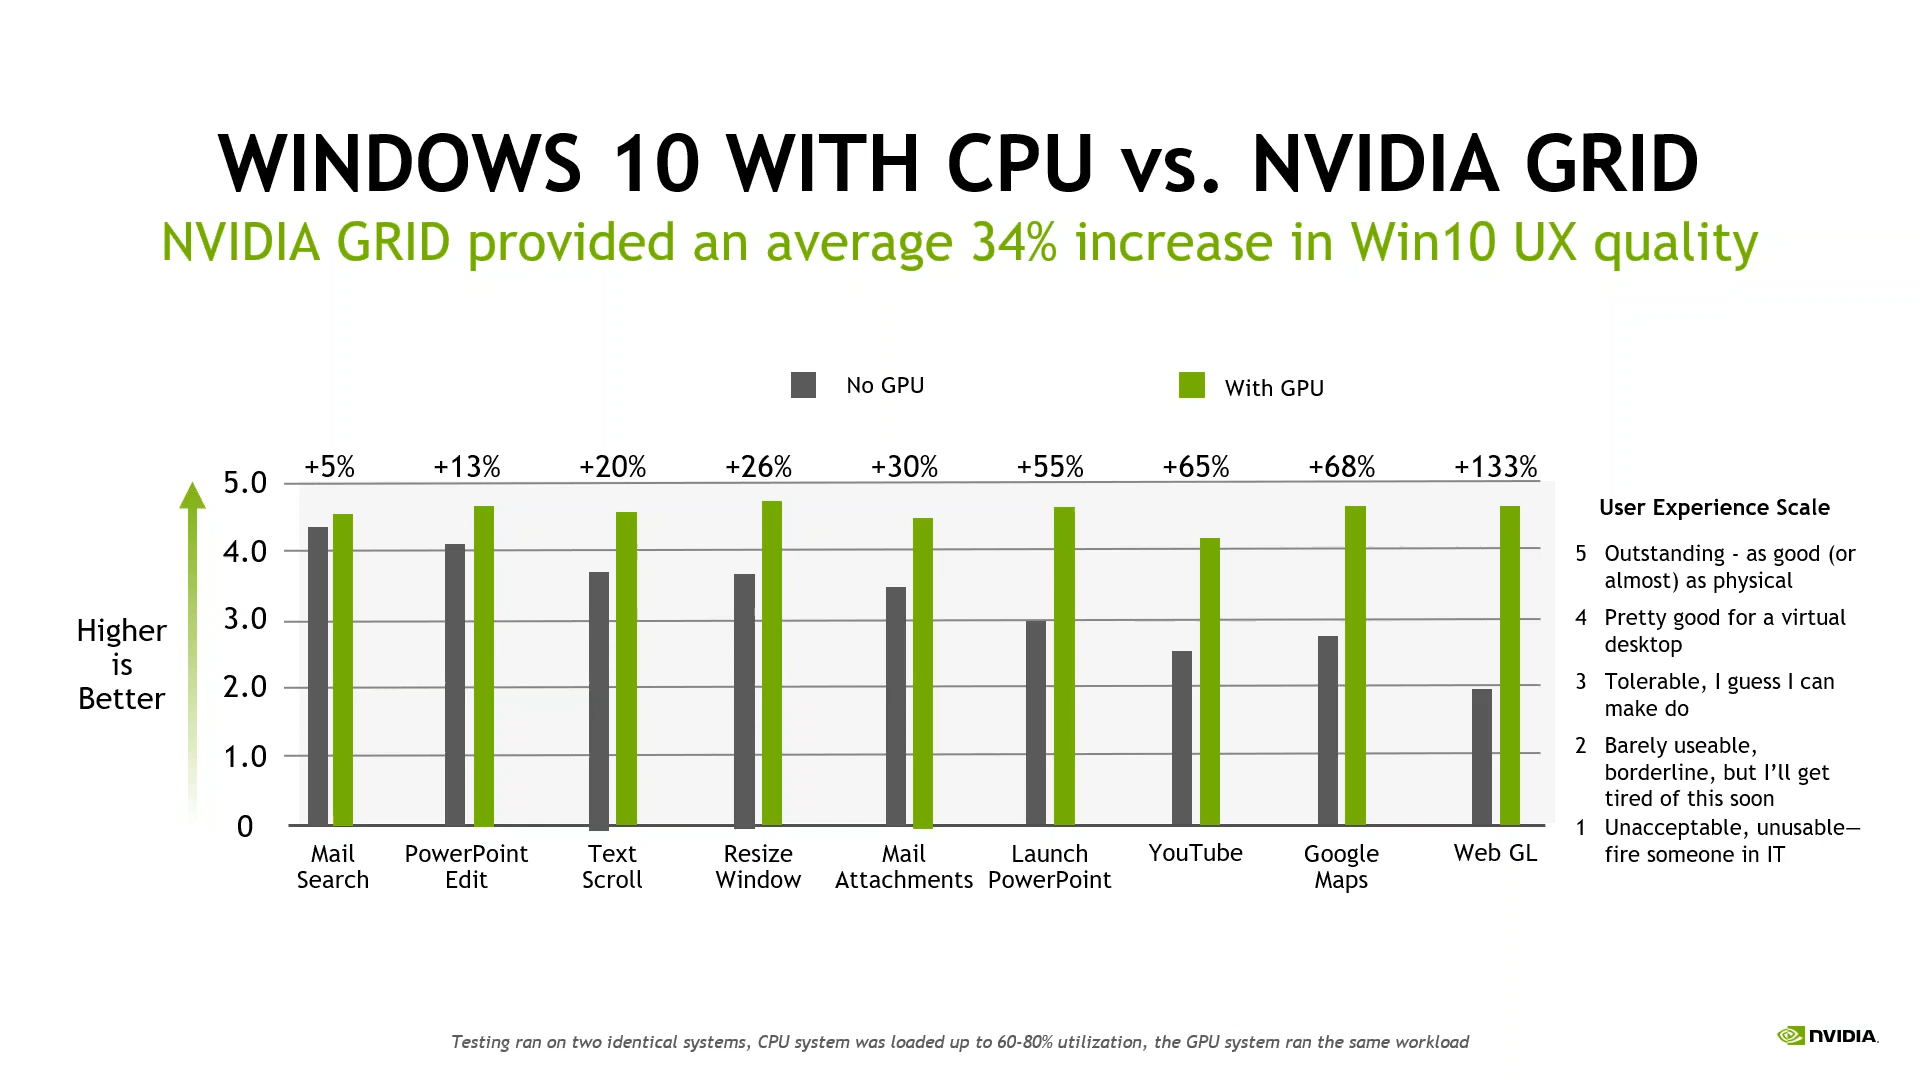 WINDOWS 10 WITH CPU vs. NVIDIA GRID
NVIDIA GRID provided an average 34% increase in Win10 UX quality
No GPU
With GPU
+5%
+13%
+20%
+26%
+30%
+55%
+65%
+68%
+133%
5.0
4.0
3.0
2.0
1.0
0
Higher
is
Better
Mail
Search
PowerPoint
Edit
Text
Scroll
Resize
Window
Mail
Attachments
Launch
PowerPoint
YouTube
Google
Maps
Web GL
User Experience Scale
5 Outstanding - as good (or
almost) as physical
4 Pretty good for a virtual
desktop
3 Tolerable, I guess I can
make do
2 Barely useable,
borderline, but I’ll get
tired of this soon
1 Unacceptable, unusable—
fire someone in IT
Testing ran on two identical systems, CPU system was loaded up to 60-80% utilization, the GPU system ran the same workload
NVIDIA.